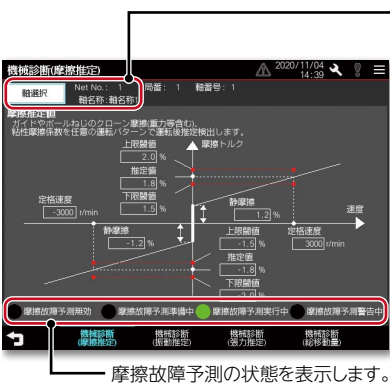 機械診断(摩擦推定)
2020/11/04
14:39
軸選択
Net No.: 1 局番: 1 軸番号: 1
軸名称:軸名称1
摩擦推定値
ガイドやボールねじのクローン摩擦(重力等含む)、
粘性摩擦係数を任意の運転パターンで運転後推定検出します。
上限閾値
2.0 %
摩擦トルク
推定値
1.8 %
下限閾値
1.5 %
定格速度
-3000 r/min
静摩擦
1.2 %
速度
静摩擦
-1.2 %
上限閾値
-1.5 %
定格速度
3000 r/min
推定値
-1.8 %
下限閾値
-2.0 %
摩擦故障予測無効 摩擦故障予測準備中 摩擦故障予測実行中 摩擦故障予測警告中
機械診断
(摩擦推定)
機械診断
(振動推定)
機械診断
(張力推定)
機械診断
(総移動量)
摩擦故障予測の状態を表示します。